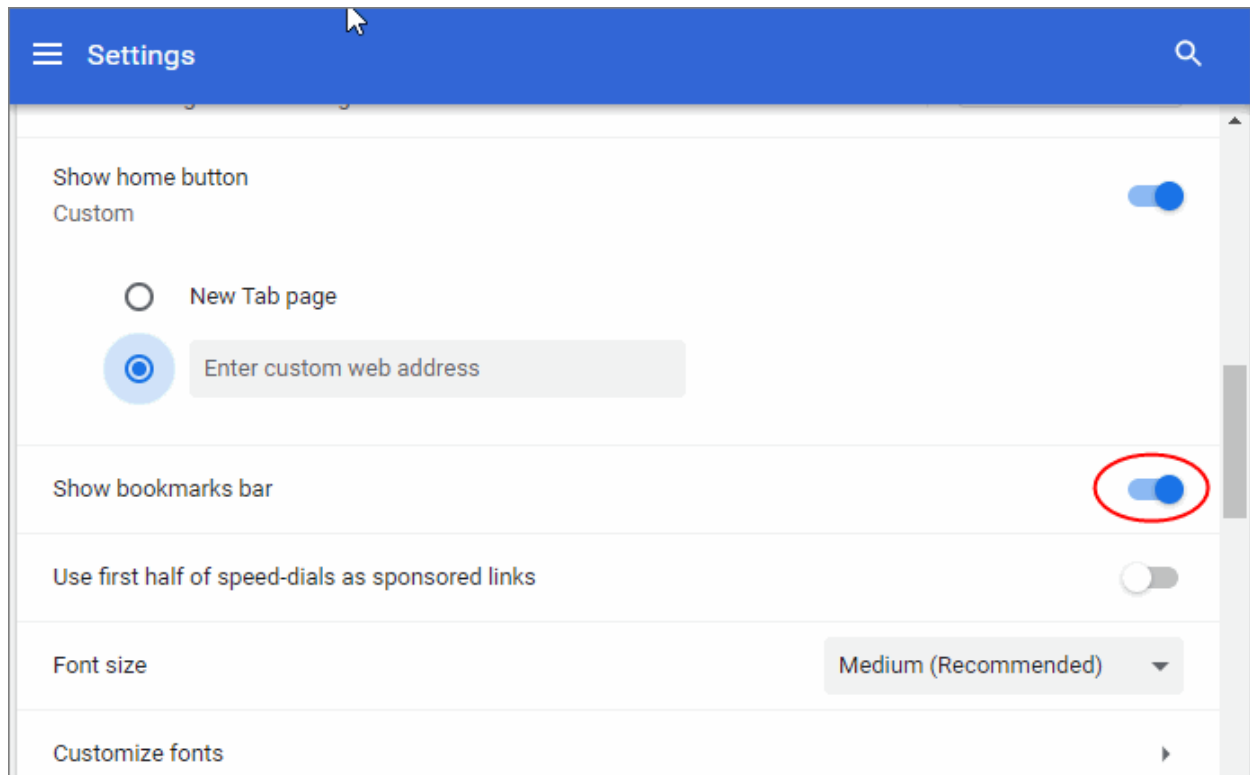 Settings
Show home button
Custom
New Tab page
Enter custom web address
Show bookmarks bar
Use first half of speed-dials as sponsored links
Font size
Medium (Recommended)
Customize fonts